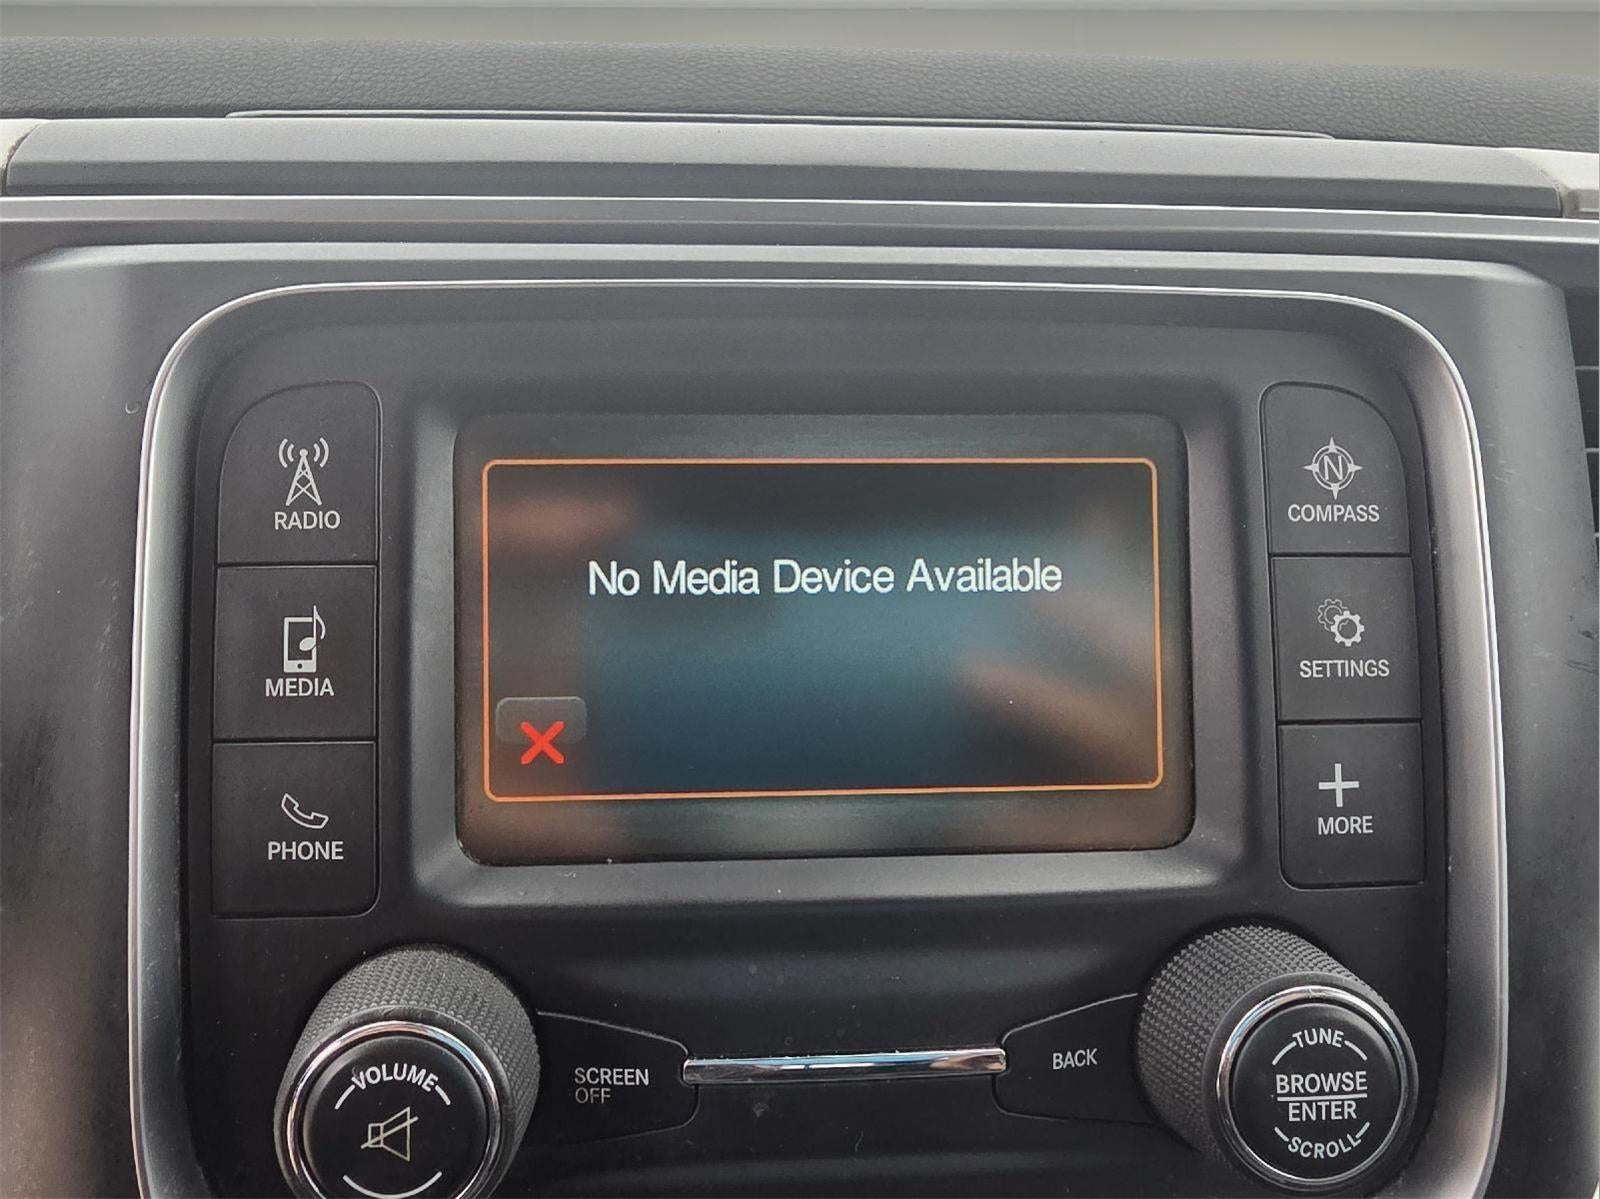 RADIO
MEDIA
PHONE
No Media Device Available
N
COMPASS
SETTINGS
MORE
VOLUME
SCREEN
OFF
BACK
TUNE
BROWSE
ENTER
SCROLL